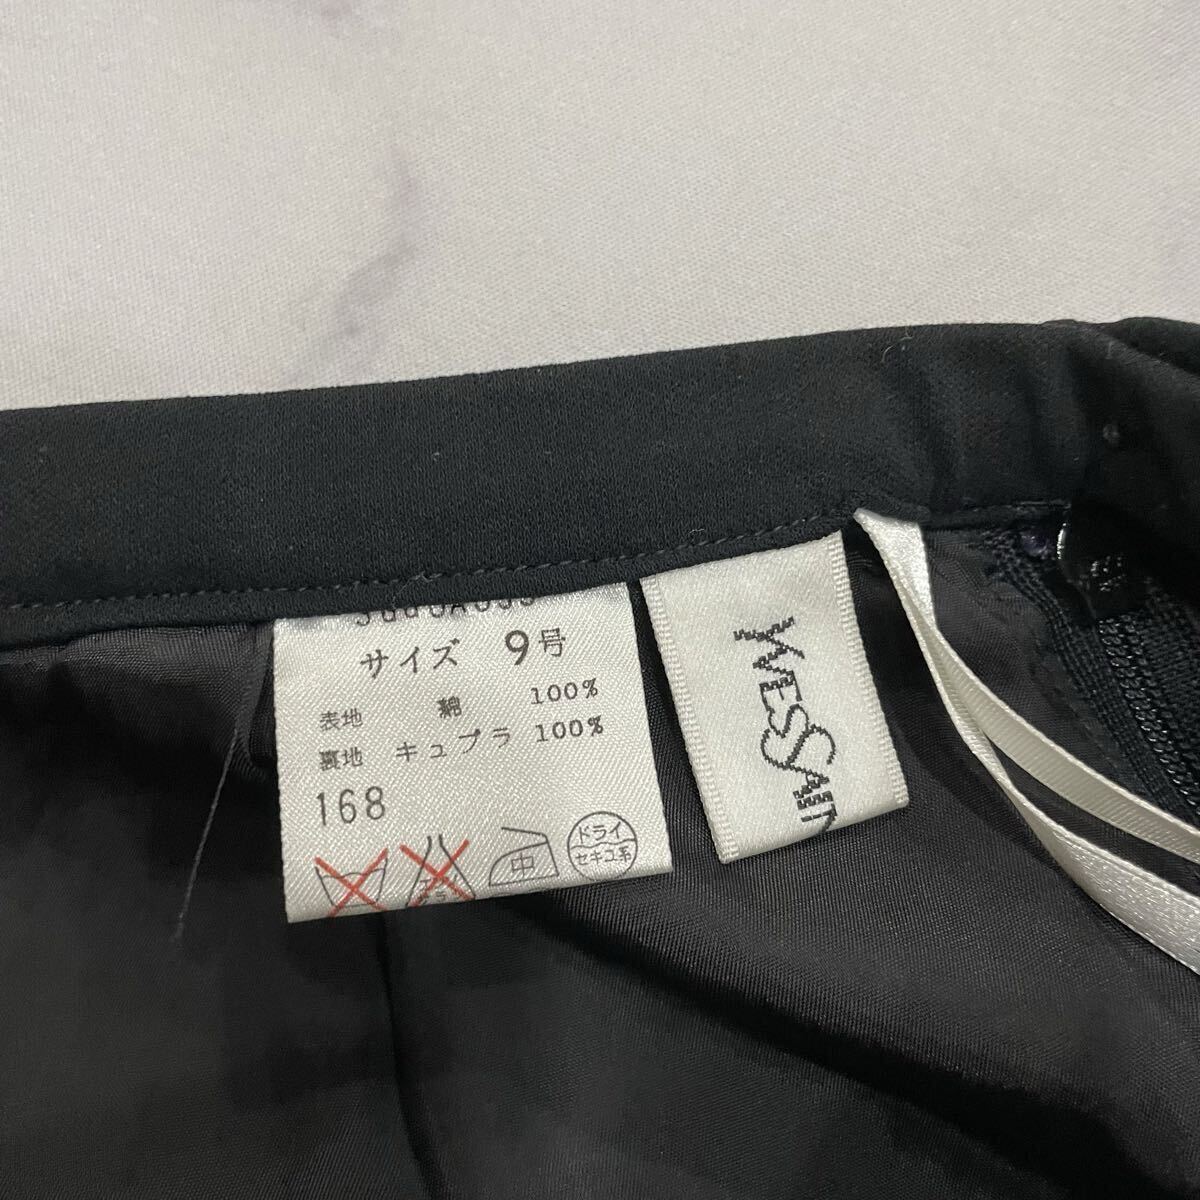 サイズ 9号
表地 綿 100%
裏地 キュプラ 100%
168
中
ドライ
セキユ系
YVES SAINT